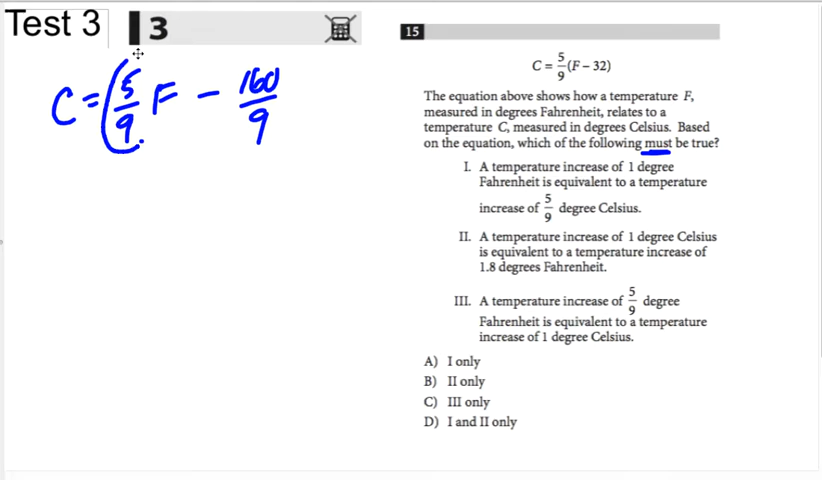 Test 3
3
15
C = 5/9 (F – 32)
The equation above shows how a temperature F,
measured in degrees Fahrenheit, relates to a
temperature C, measured in degrees Celsius. Based
on the equation, which of the following must be true?
I. A temperature increase of 1 degree
Fahrenheit is equivalent to a temperature
increase of 5/9 degree Celsius.
II. A temperature increase of 1 degree Celsius
is equivalent to a temperature increase of
1.8 degrees Fahrenheit.
III. A temperature increase of 5/9 degree
Fahrenheit is equivalent to a temperature
increase of 1 degree Celsius.
A) I only
B) II only
C) III only
D) I and II only
C = (5/9 F – 160/9